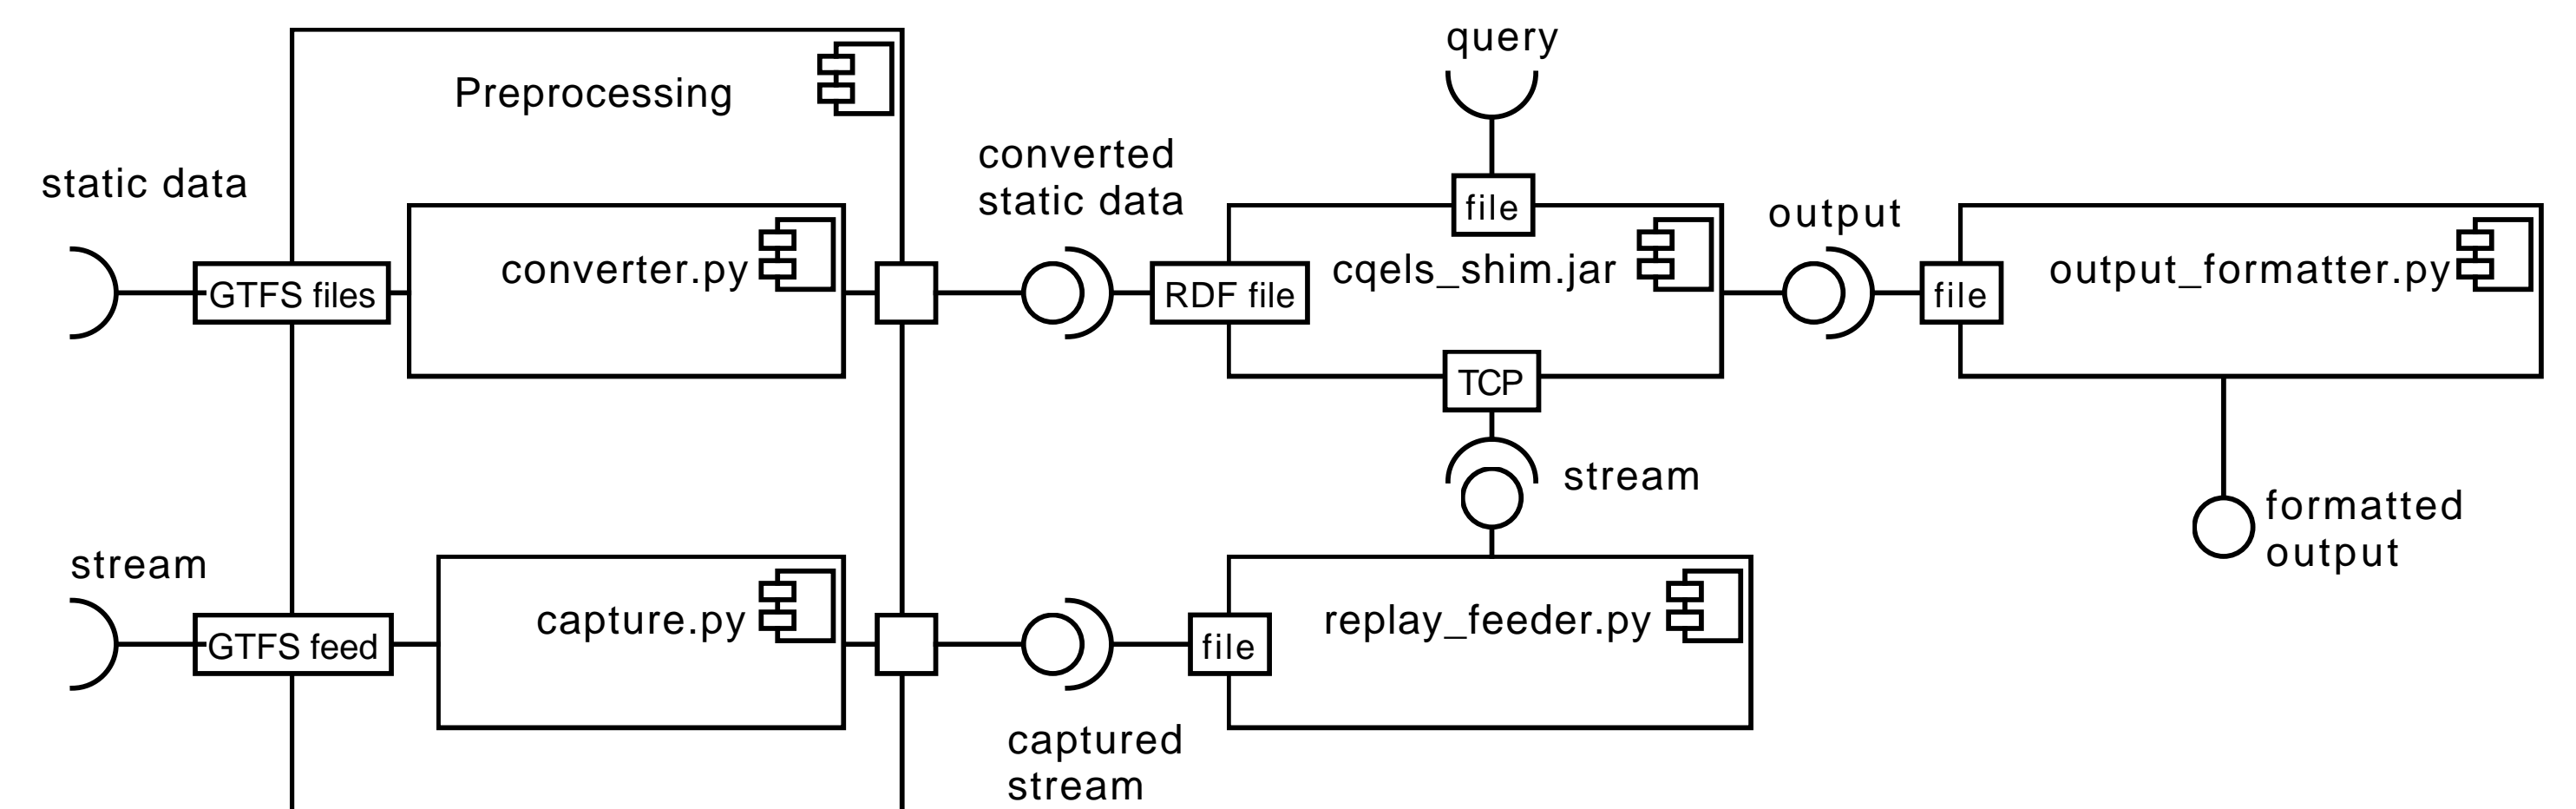 query
Preprocessing
converted
static data
static data
file
output
converter.py
cqels_shim.jar
output_formatter.py
GTFS files
RDF file
file
TCP
stream
formatted
output
stream
capture.py
replay_feeder.py
GTFS feed
file
captured
stream